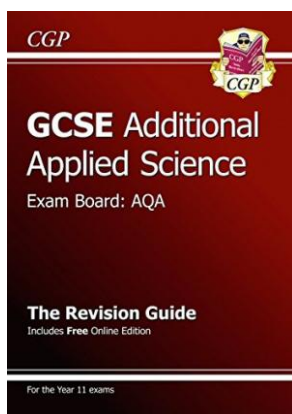 CGP
CGP
CGP
GCSE Additional
Applied Science
Exam Board: AQA
The Revision Guide
Includes Free Online Edition
For the Year 11 exams